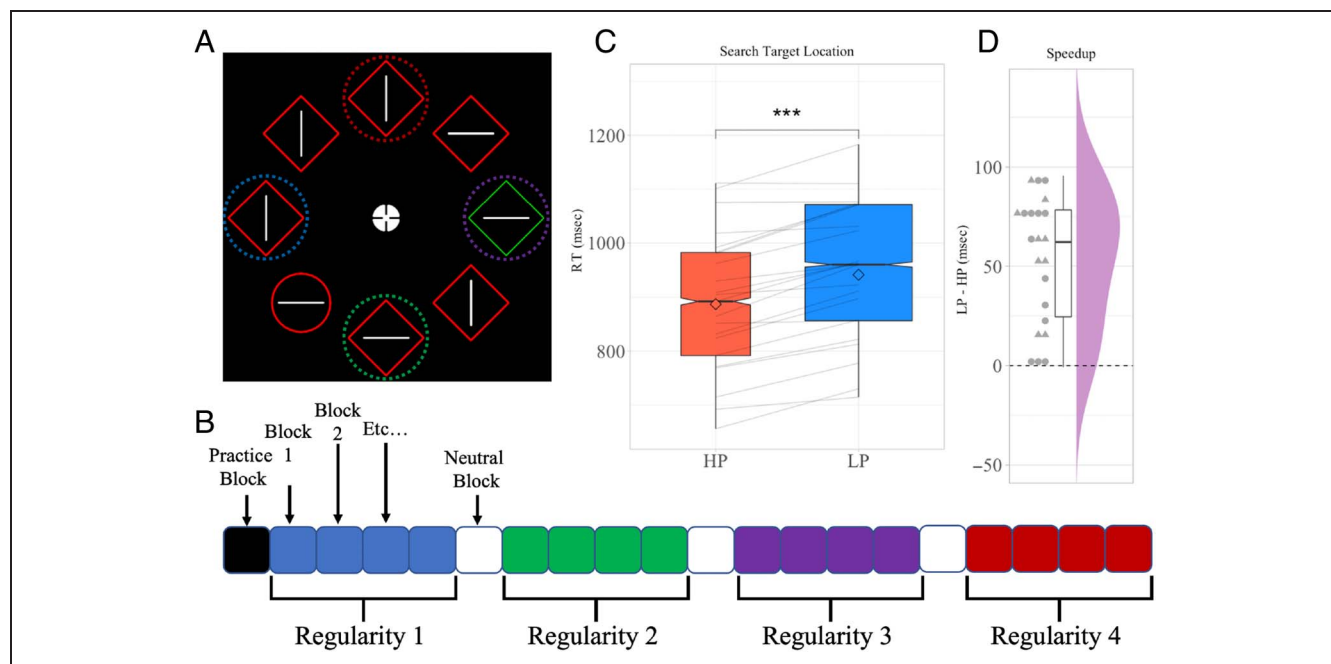 A
B
Practice
Block
Block
1
Block
2
Etc...
Neutral
Block
Regularity 1
Regularity 2
Regularity 3
Regularity 4
C
Search Target Location
***
RT (msec)
1200
1000
800
HP
LP
D
Speedup
LP - HP (msec)
100
50
0
−50